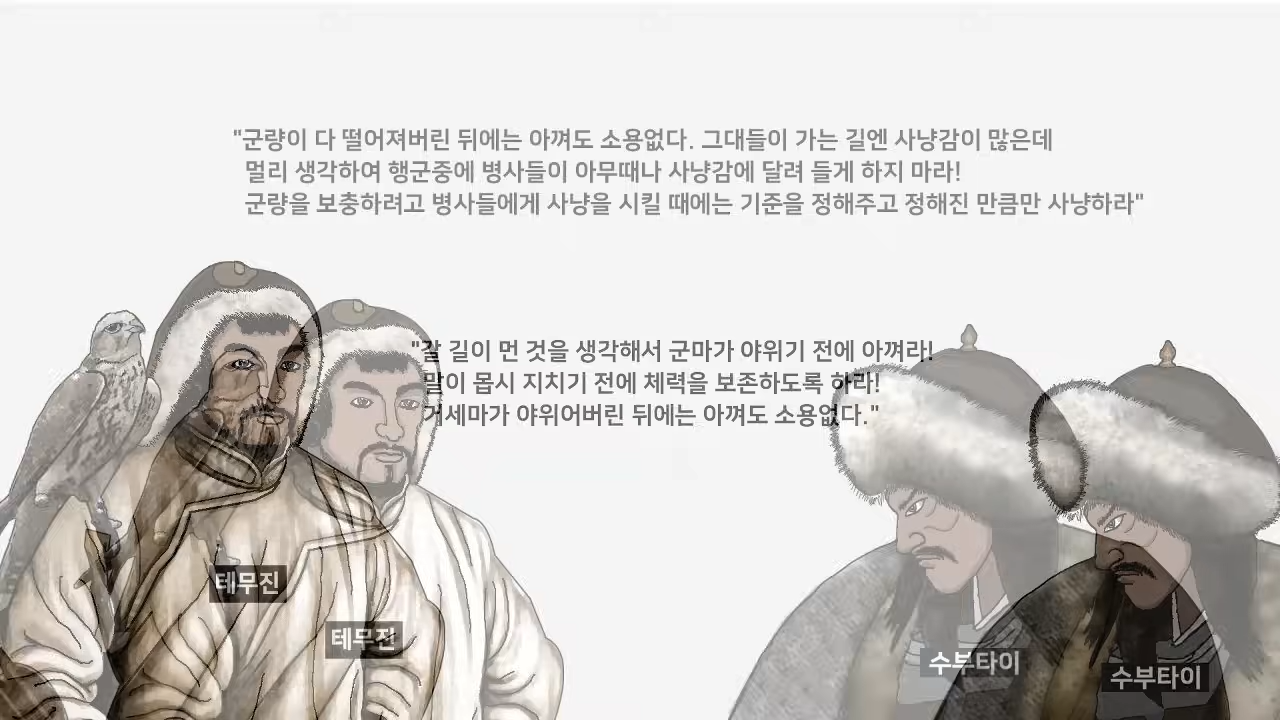 "군량이 다 떨어져버린 뒤에는 아껴도 소용없다. 그대들이 가는 길엔 사냥감이 많은데
멀리 생각하여 행군중에 병사들이 아무때나 사냥감에 달려 들게 하지 마라!
군량을 보충하려고 병사들에게 사냥을 시킬 때에는 기준을 정해주고 정해진 만큼만 사냥하라"
"갈 길이 먼 것을 생각해서 군마가 야위기 전에 아껴라!
말이 몹시 지치기 전에 체력을 보존하도록 하라!
거세마가 야위어버린 뒤에는 아껴도 소용없다."
테무진
테무진
수부타이
수부타이